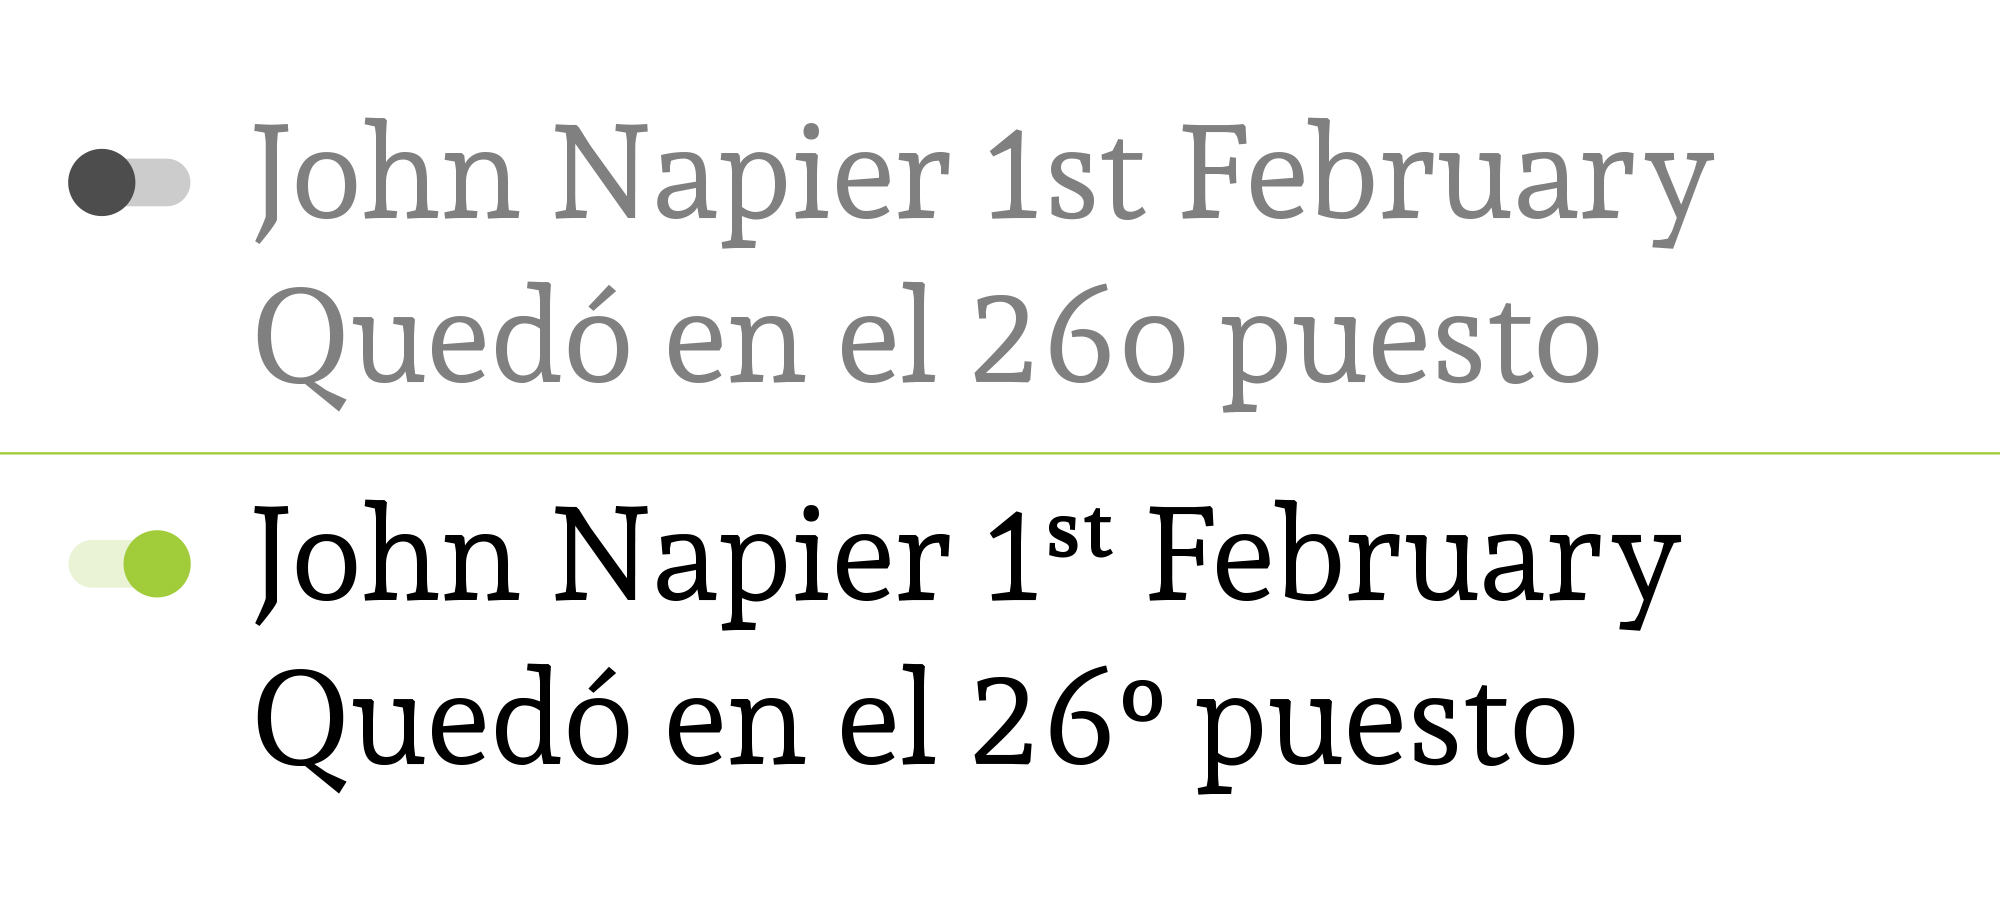 John Napier 1st February
Quedó en el 26o puesto
John Napier 1ˢᵗ February
Quedó en el 26º puesto